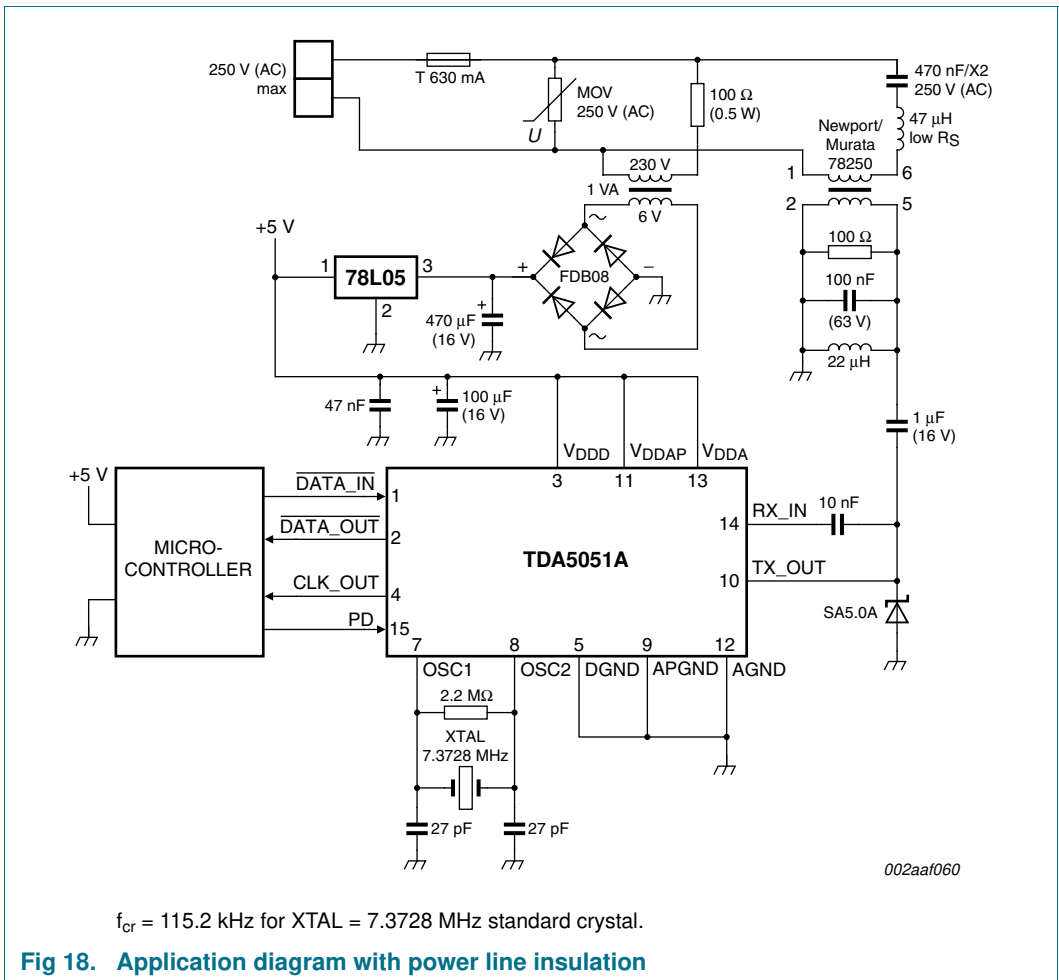 250 V (AC)
max
T 630 mA
MOV
250 V (AC)
U
100 Ω
(0.5 W)
470 nF/X2
250 V (AC)
47 μH
low RS
Newport/
Murata
78250
1
6
2
5
230 V
1 VA
6 V
+5 V
1
78L05
3
2
+
470 μF
(16 V)
+
FDB08
−
∼
∼
100 Ω
100 nF
(63 V)
22 μH
47 nF
+
100 μF
(16 V)
1 μF
(16 V)
VDDD
VDDAP
VDDA
3
11
13
+5 V
MICRO-
CONTROLLER
DATA_IN
1
DATA_OUT
2
CLK_OUT
4
PD
15
TDA5051A
14
RX_IN
10 nF
10
TX_OUT
SA5.0A
7
8
5
9
12
OSC1
OSC2
DGND
APGND
AGND
2.2 MΩ
XTAL
7.3728 MHz
27 pF
27 pF
002aaf060
fcr = 115.2 kHz for XTAL = 7.3728 MHz standard crystal.
Fig 18. Application diagram with power line insulation